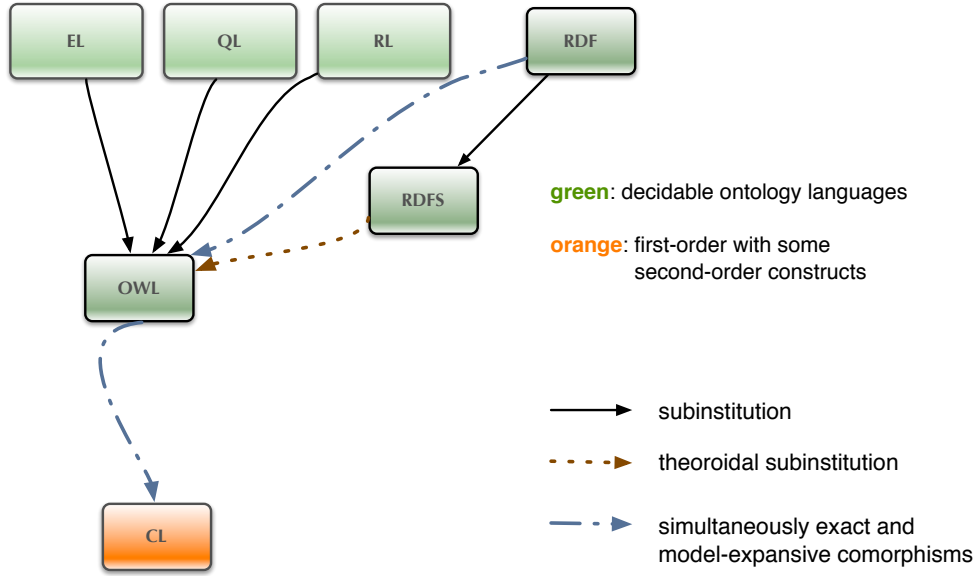 EL
QL
RL
RDF
RDFS
green: decidable ontology languages
orange: first-order with some
second-order constructs
OWL
subinstitution
theoroidal subinstitution
simultaneously exact and
model-expansive comorphisms
CL